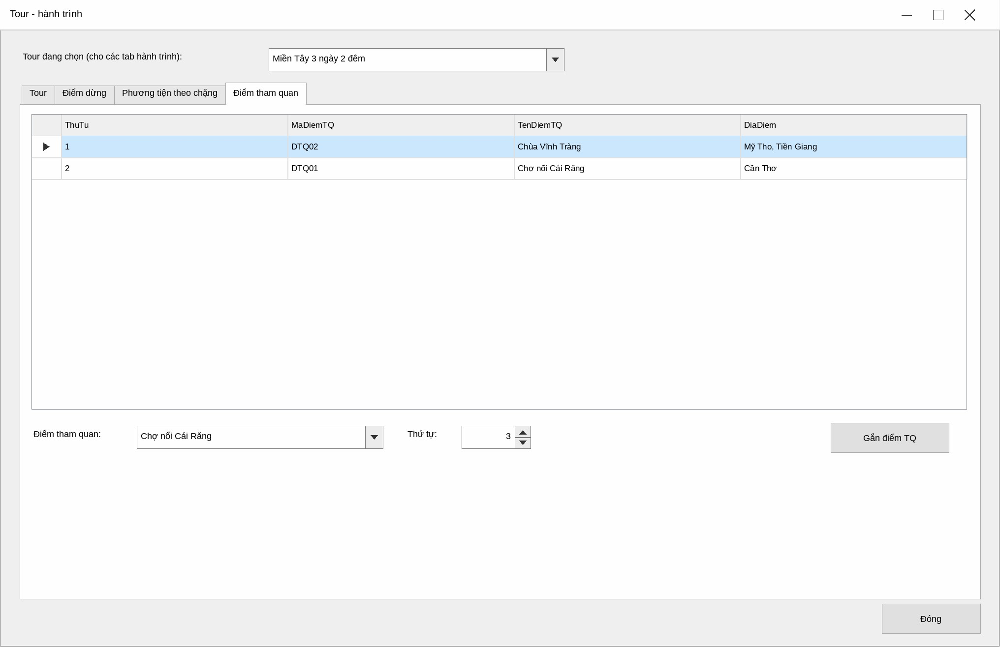 Tour - hành trình
Tour đang chọn (cho các tab hành trình):
Miền Tây 3 ngày 2 đêm
Tour
Điểm dừng
Phương tiện theo chặng
Điểm tham quan
ThuTu
MaDiemTQ
TenDiemTQ
DiaDiem
1
DTQ02
Chùa Vĩnh Tràng
Mỹ Tho, Tiền Giang
2
DTQ01
Chợ nổi Cái Răng
Cần Thơ
Điểm tham quan:
Chợ nổi Cái Răng
Thứ tự:
3
Gắn điểm TQ
Đóng